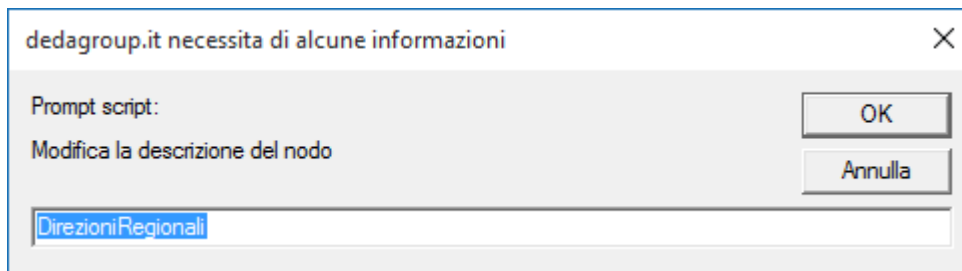 dedagroup.it necessita di alcune informazioni
Prompt script:
OK
Modifica la descrizione del nodo
Annulla
DirezioniRegionali